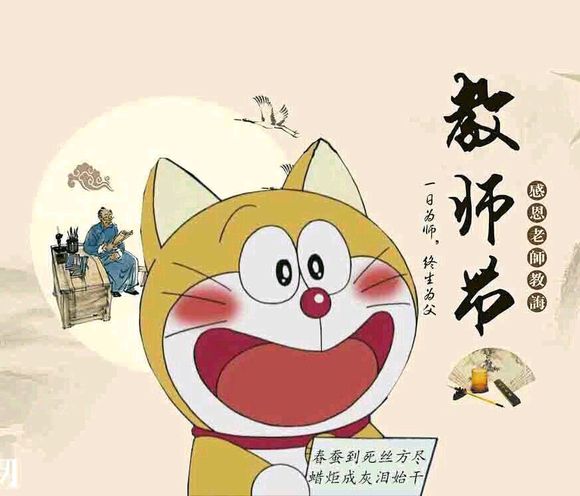 教师节
感恩老師教誨
一日为师，终生为父
春蚕到死丝方尽
蜡炬成灰泪始干